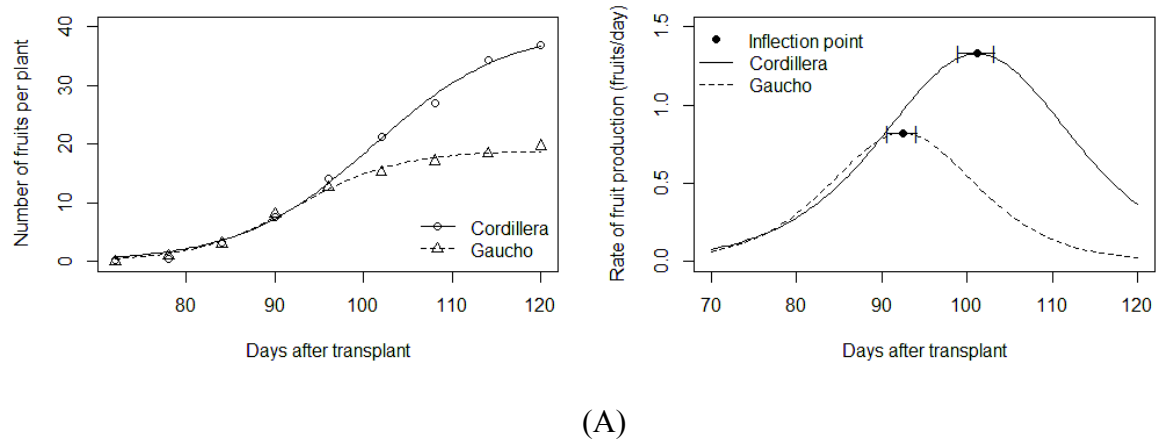 Number of fruits per plant
40
30
20
10
0
Cordillera
Gaucho
80 90 100 110 120
Days after transplant
Rate of fruit production (fruits/day)
1.5
1.0
0.5
0.0
Inflection point
Cordillera
Gaucho
70 80 90 100 110 120
Days after transplant
(A)